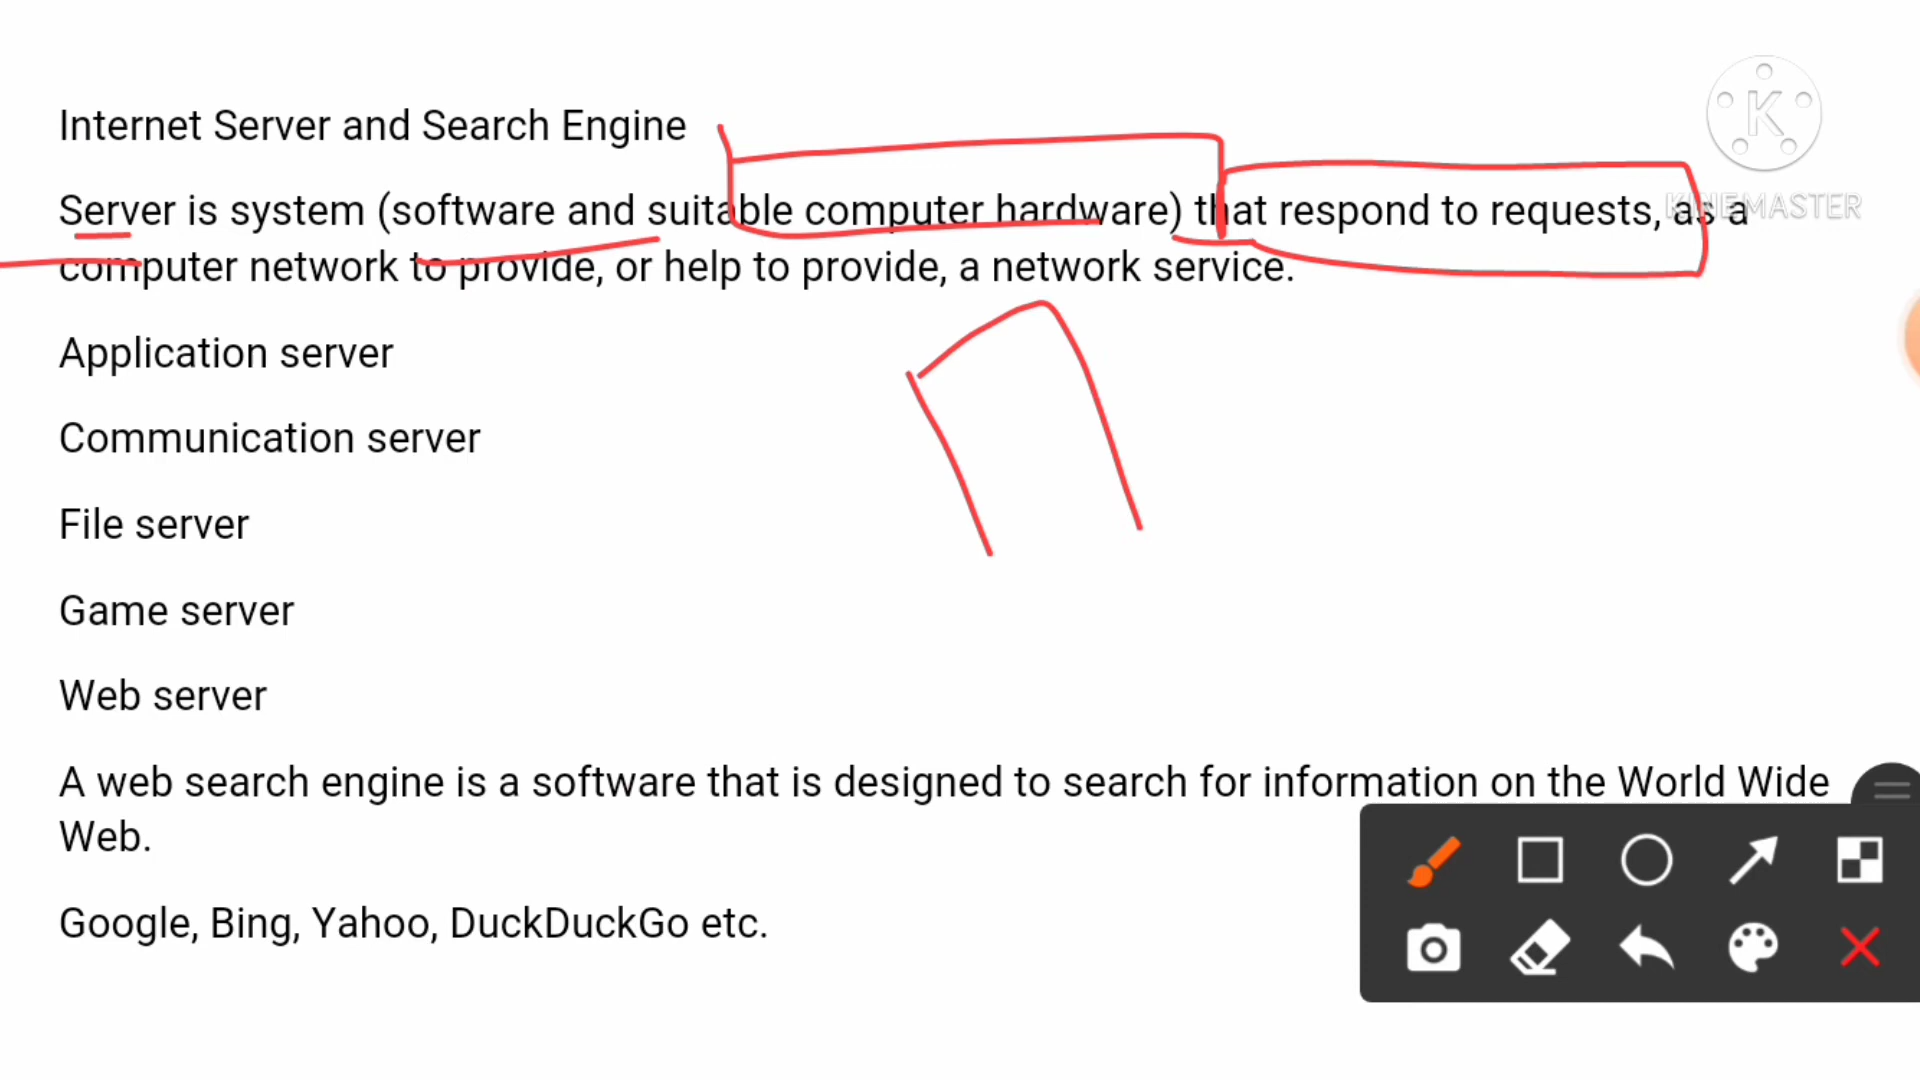 Internet Server and Search Engine
Server is system (software and suitable computer hardware) that respond to requests, as a
computer network to provide, or help to provide, a network service.
Application server
Communication server
File server
Game server
Web server
A web search engine is a software that is designed to search for information on the World Wide
Web.
Google, Bing, Yahoo, DuckDuckGo etc.
K
KINEMASTER